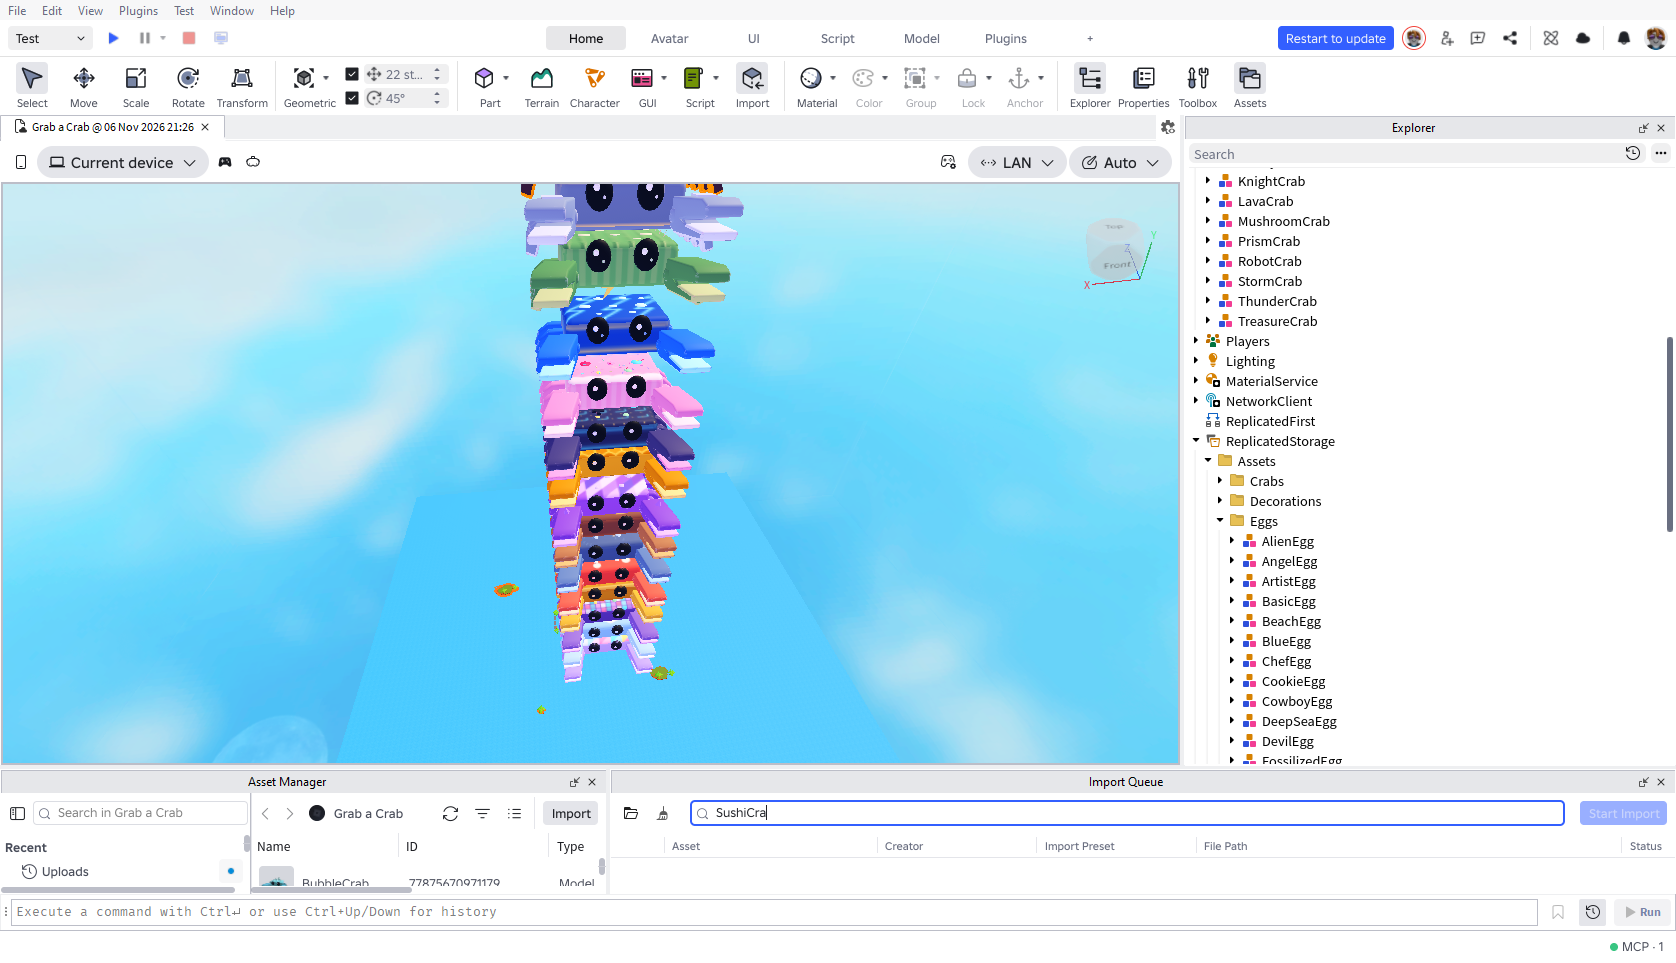 File Edit View Plugins Test Window Help
Test
Home Avatar UI Script Model Plugins +
Restart to update
22 st...
45°
Select Move Scale Rotate Transform Geometric Part Terrain Character GUI Script Import Material Color Group Lock Anchor Explorer Properties Toolbox Assets
Grab a Crab @ 06 Nov 2026 21:26
Current device
LAN
Auto
Front
X
Y
Z
Explorer
Search
KnightCrab
LavaCrab
MushroomCrab
PrismCrab
RobotCrab
StormCrab
ThunderCrab
TreasureCrab
Players
Lighting
MaterialService
NetworkClient
ReplicatedFirst
ReplicatedStorage
Assets
Crabs
Decorations
Eggs
AlienEgg
AngelEgg
ArtistEgg
BasicEgg
BeachEgg
BlueEgg
ChefEgg
CookieEgg
CowboyEgg
DeepSeaEgg
DevilEgg
FossilizedEgg
Asset Manager
Search in Grab a Crab
Grab a Crab
Import
Recent
Uploads
Name ID Type
BubbleCrab 77875670971179 Model
Import Queue
SushiCra
Start Import
Asset Creator Import Preset File Path Status
Execute a command with Ctrl↵ or use Ctrl+Up/Down for history
Run
MCP · 1